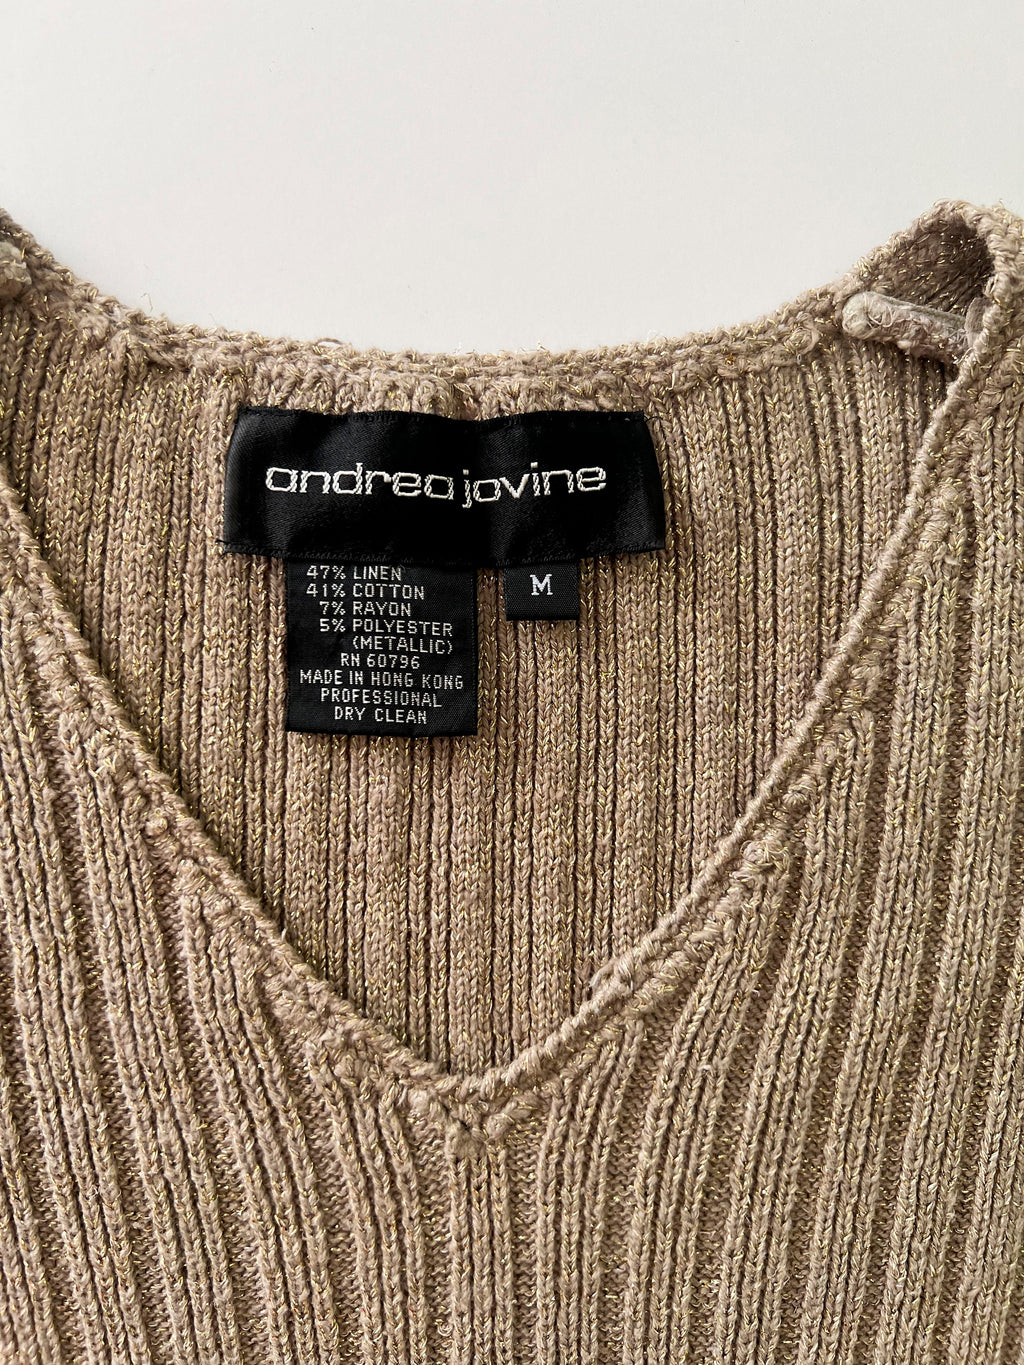 andrea jovine
47% LINEN
41% COTTON
7% RAYON
5% POLYESTER
(METALLIC)
RN 60796
MADE IN HONG KONG
PROFESSIONAL
DRY CLEAN
M